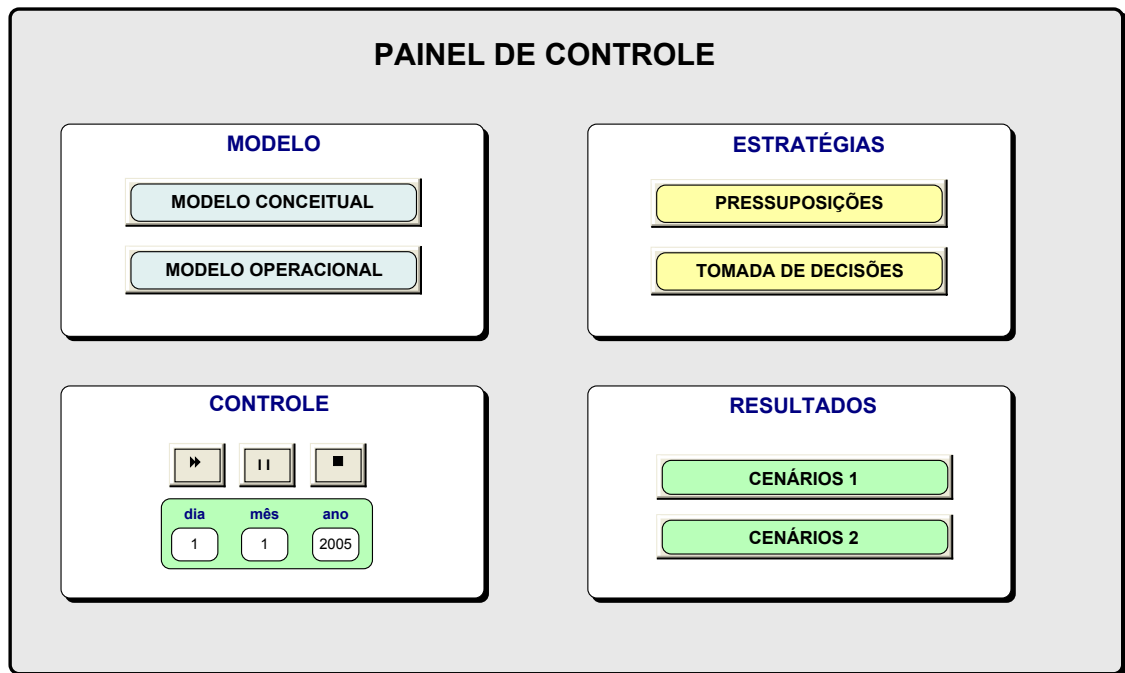 PAINEL DE CONTROLE
MODELO
MODELO CONCEITUAL
MODELO OPERACIONAL
ESTRATÉGIAS
PRESSUPOSIÇÕES
TOMADA DE DECISÕES
CONTROLE
dia mês ano
1 1 2005
RESULTADOS
CENÁRIOS 1
CENÁRIOS 2